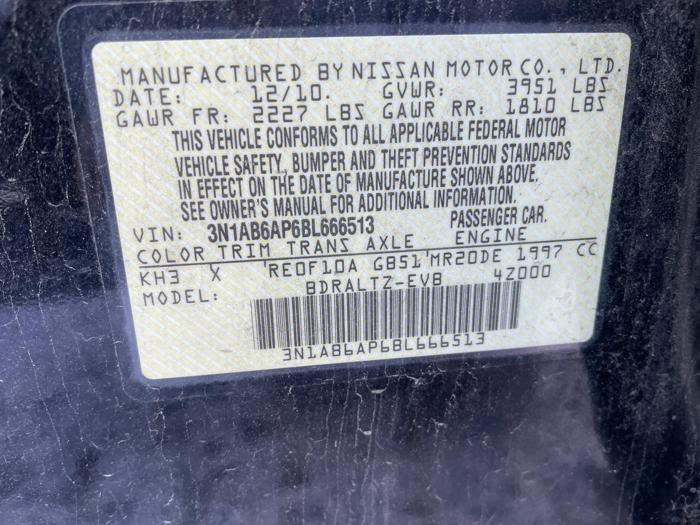 MANUFACTURED BY NISSAN MOTOR CO., LTD.
DATE: 12/10. GVWR: 3951 LBS
GAWR FR: 2227 LBS GAWR RR: 1810 LBS
THIS VEHICLE CONFORMS TO ALL APPLICABLE FEDERAL MOTOR
VEHICLE SAFETY, BUMPER AND THEFT PREVENTION STANDARDS
IN EFFECT ON THE DATE OF MANUFACTURE SHOWN ABOVE.
SEE OWNER'S MANUAL FOR ADDITIONAL INFORMATION.
VIN: 3N1AB6AP6BL666513 PASSENGER CAR.
COLOR TRIM TRANS AXLE ENGINE
KH3 X RE0F10A GB51 MR20DE 1997 CC
MODEL: BDRALTZ-EVB 4Z000
3N1AB6AP6BL666513